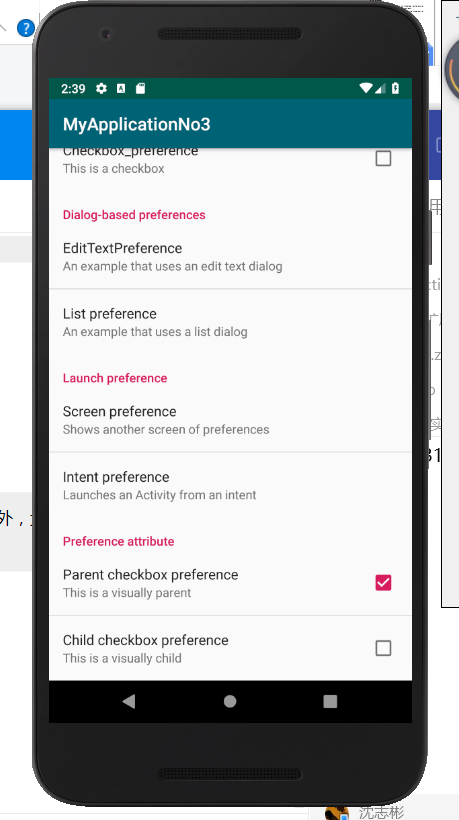 2:39
MyApplicationNo3
Checkbox_preference
This is a checkbox
Dialog-based preferences
EditTextPreference
An example that uses an edit text dialog
List preference
An example that uses a list dialog
Launch preference
Screen preference
Shows another screen of preferences
Intent preference
Launches an Activity from an intent
Preference attribute
Parent checkbox preference
This is a visually parent
Child checkbox preference
This is a visually child
外，
沈志彬